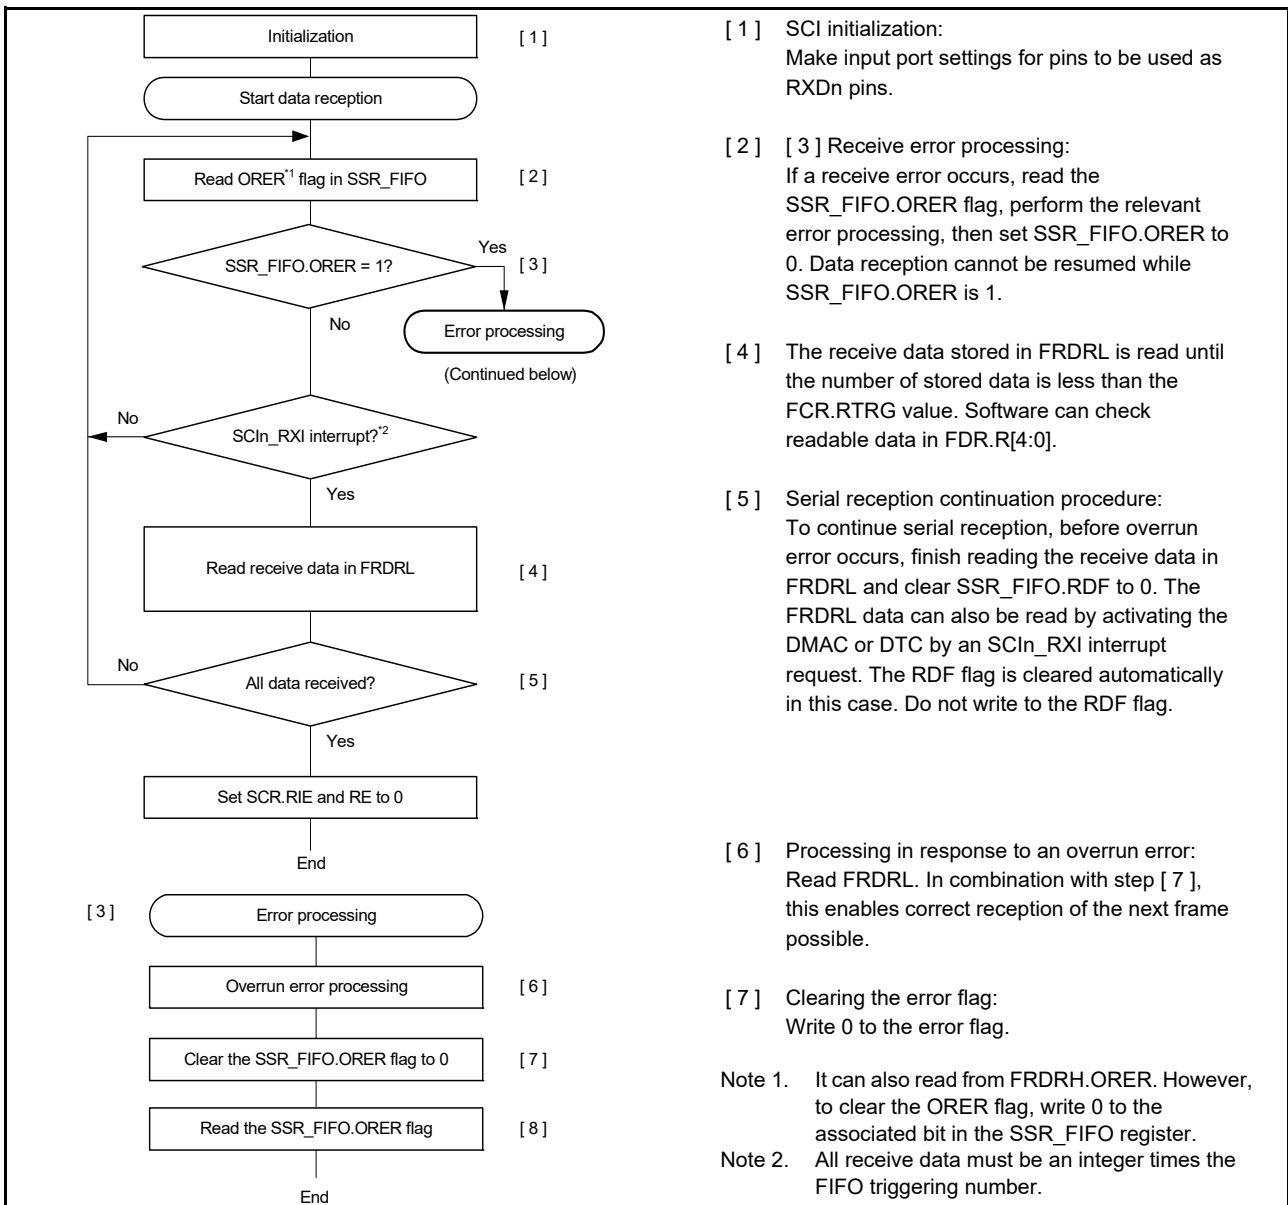 Initialization
[ 1 ]
Start data reception
Read ORER*1 flag in SSR_FIFO
[ 2 ]
SSR_FIFO.ORER = 1?
Yes
[ 3 ]
No
Error processing
(Continued below)
No
SCIn_RXI interrupt?*2
Yes
Read receive data in FRDRL
[ 4 ]
No
All data received?
[ 5 ]
Yes
Set SCR.RIE and RE to 0
End
[ 3 ]
Error processing
Overrun error processing
[ 6 ]
Clear the SSR_FIFO.ORER flag to 0
[ 7 ]
Read the SSR_FIFO.ORER flag
[ 8 ]
End
[ 1 ] SCI initialization:
Make input port settings for pins to be used as
RXDn pins.
[ 2 ] [ 3 ] Receive error processing:
If a receive error occurs, read the
SSR_FIFO.ORER flag, perform the relevant
error processing, then set SSR_FIFO.ORER to
0. Data reception cannot be resumed while
SSR_FIFO.ORER is 1.
[ 4 ] The receive data stored in FRDRL is read until
the number of stored data is less than the
FCR.RTRG value. Software can check
readable data in FDR.R[4:0].
[ 5 ] Serial reception continuation procedure:
To continue serial reception, before overrun
error occurs, finish reading the receive data in
FRDRL and clear SSR_FIFO.RDF to 0. The
FRDRL data can also be read by activating the
DMAC or DTC by an SCIn_RXI interrupt
request. The RDF flag is cleared automatically
in this case. Do not write to the RDF flag.
[ 6 ] Processing in response to an overrun error:
Read FRDRL. In combination with step [ 7 ],
this enables correct reception of the next frame
possible.
[ 7 ] Clearing the error flag:
Write 0 to the error flag.
Note 1. It can also read from FRDRH.ORER. However,
to clear the ORER flag, write 0 to the
associated bit in the SSR_FIFO register.
Note 2. All receive data must be an integer times the
FIFO triggering number.